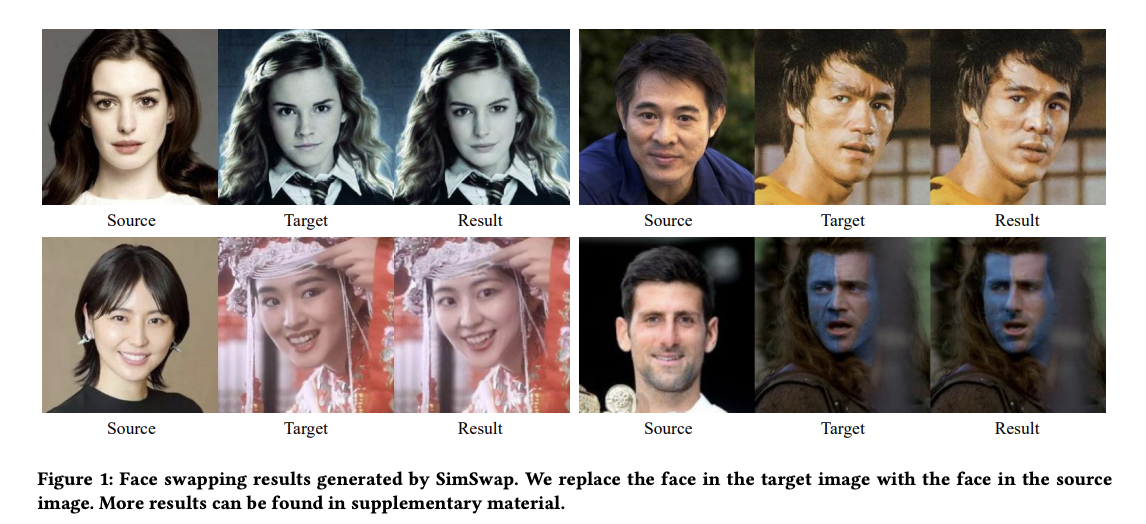 Source Target Result Source Target Result
Source Target Result Source Target Result
Figure 1: Face swapping results generated by SimSwap. We replace the face in the target image with the face in the source
image. More results can be found in supplementary material.